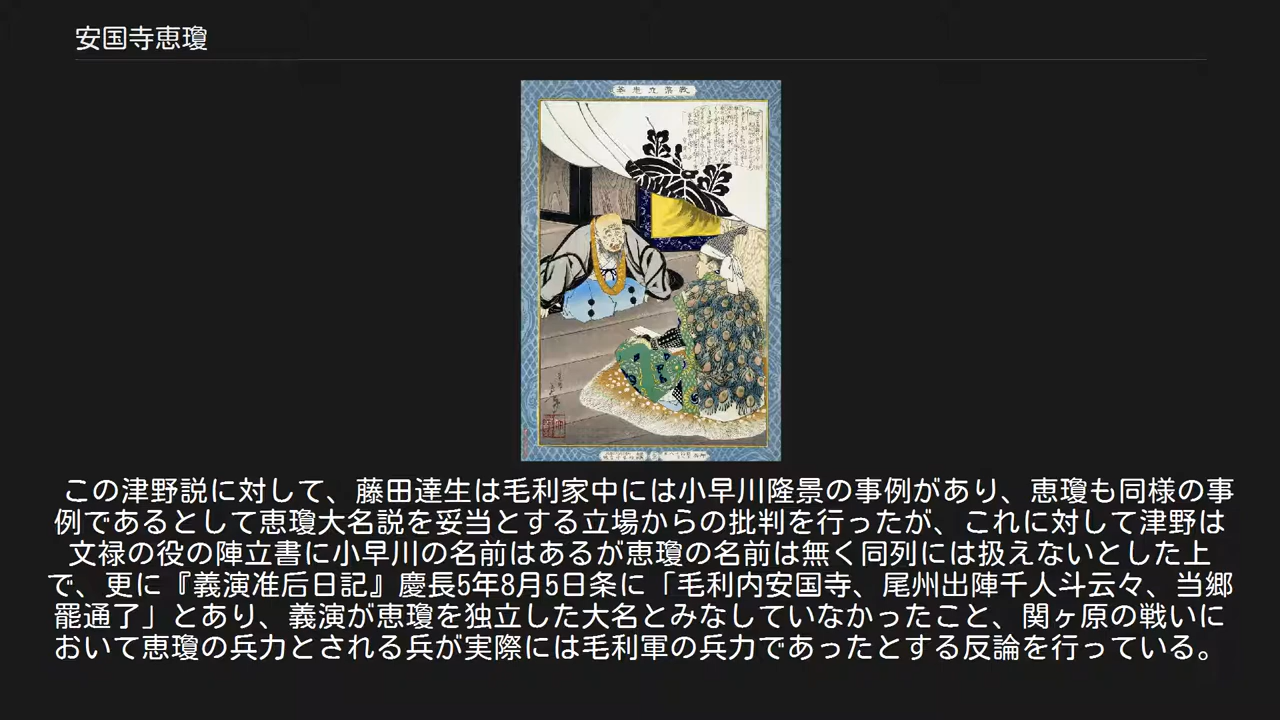 安国寺恵瓊
この津野説に対して、藤田達生は毛利家中には小早川隆景の事例があり、恵瓊も同様の事
例であるとして恵瓊大名説を妥当とする立場からの批判を行ったが、これに対して津野は
文禄の役の陣立書に小早川の名前はあるが恵瓊の名前は無く同列には扱えないとした上
で、更に『義演准后日記』慶長5年8月5日条に「毛利内安国寺、尾州出陣千人斗云々、当郷
罷通了」とあり、義演が恵瓊を独立した大名とみなしていなかったこと、関ヶ原の戦いに
おいて恵瓊の兵力とされる兵が実際には毛利軍の兵力であったとする反論を行っている。